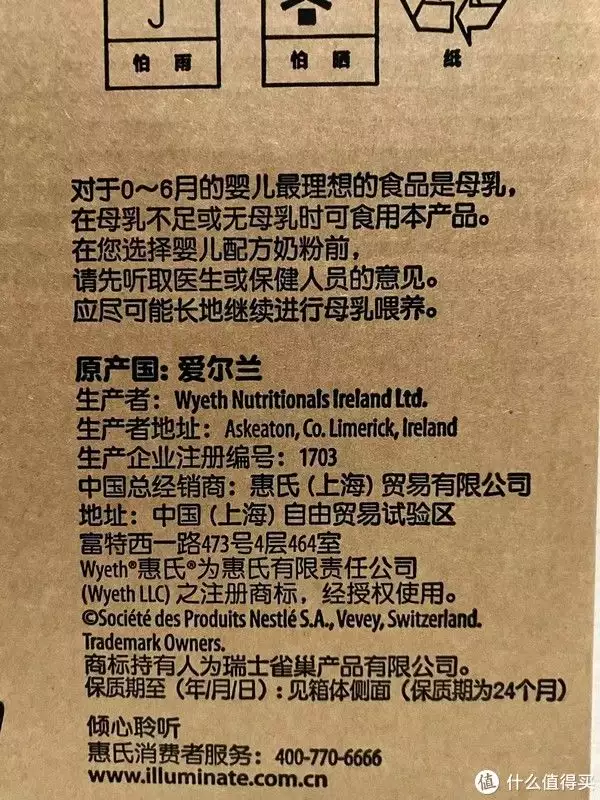 怕雨
怕晒
纸
对于0～6月的婴儿最理想的食品是母乳，
在母乳不足或无母乳时可食用本产品。
在您选择婴儿配方奶粉前，
请先听取医生或保健人员的意见。
应尽可能长地继续进行母乳喂养。
原产国：爱尔兰
生产者：Wyeth Nutritionals Ireland Ltd.
生产者地址：Askeaton, Co. Limerick, Ireland
生产企业注册编号：1703
中国总经销商：惠氏（上海）贸易有限公司
地址：中国（上海）自由贸易试验区
富特西一路473号4层464室
Wyeth®惠氏®为惠氏有限责任公司
(Wyeth LLC) 之注册商标，经授权使用。
©Société des Produits Nestlé S.A., Vevey, Switzerland.
Trademark Owners.
商标持有人为瑞士雀巢产品有限公司。
保质期至（年/月/日）：见箱体侧面（保质期为24个月）
倾心聆听
惠氏消费者服务：400-770-6666
www.illuminate.com.cn
值 什么值得买